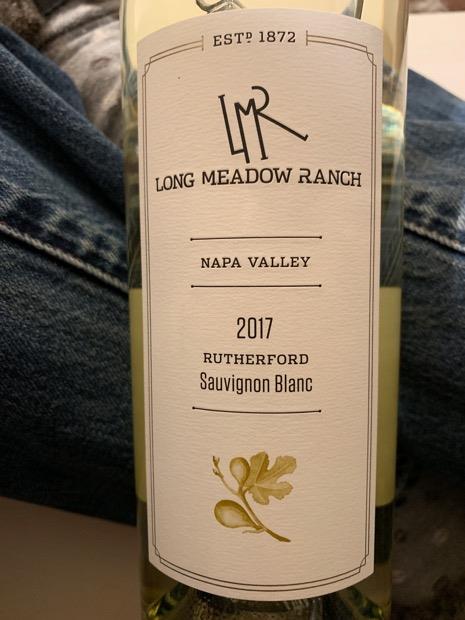 ESTD 1872
LMR
LONG MEADOW RANCH
NAPA VALLEY
2017
RUTHERFORD
Sauvignon Blanc